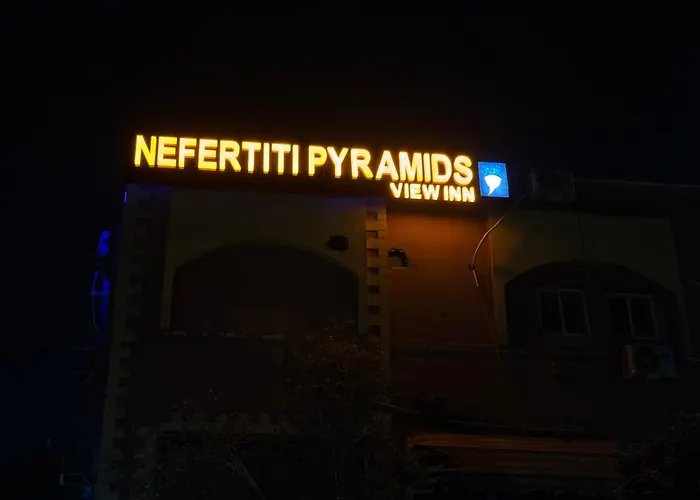 NEFERTITI PYRAMIDS
VIEW INN